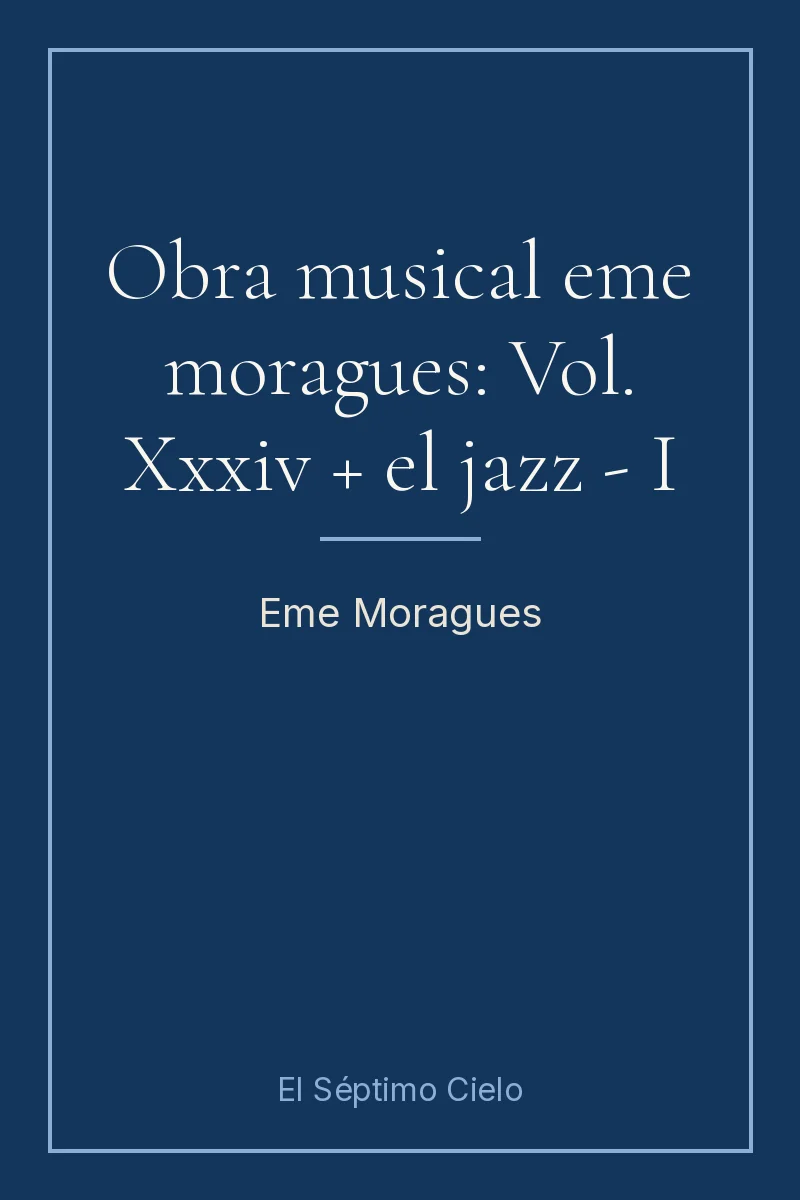 Obra musical eme
moragues: Vol.
Xxxiv + el jazz - I
Eme Moragues
El Séptimo Cielo